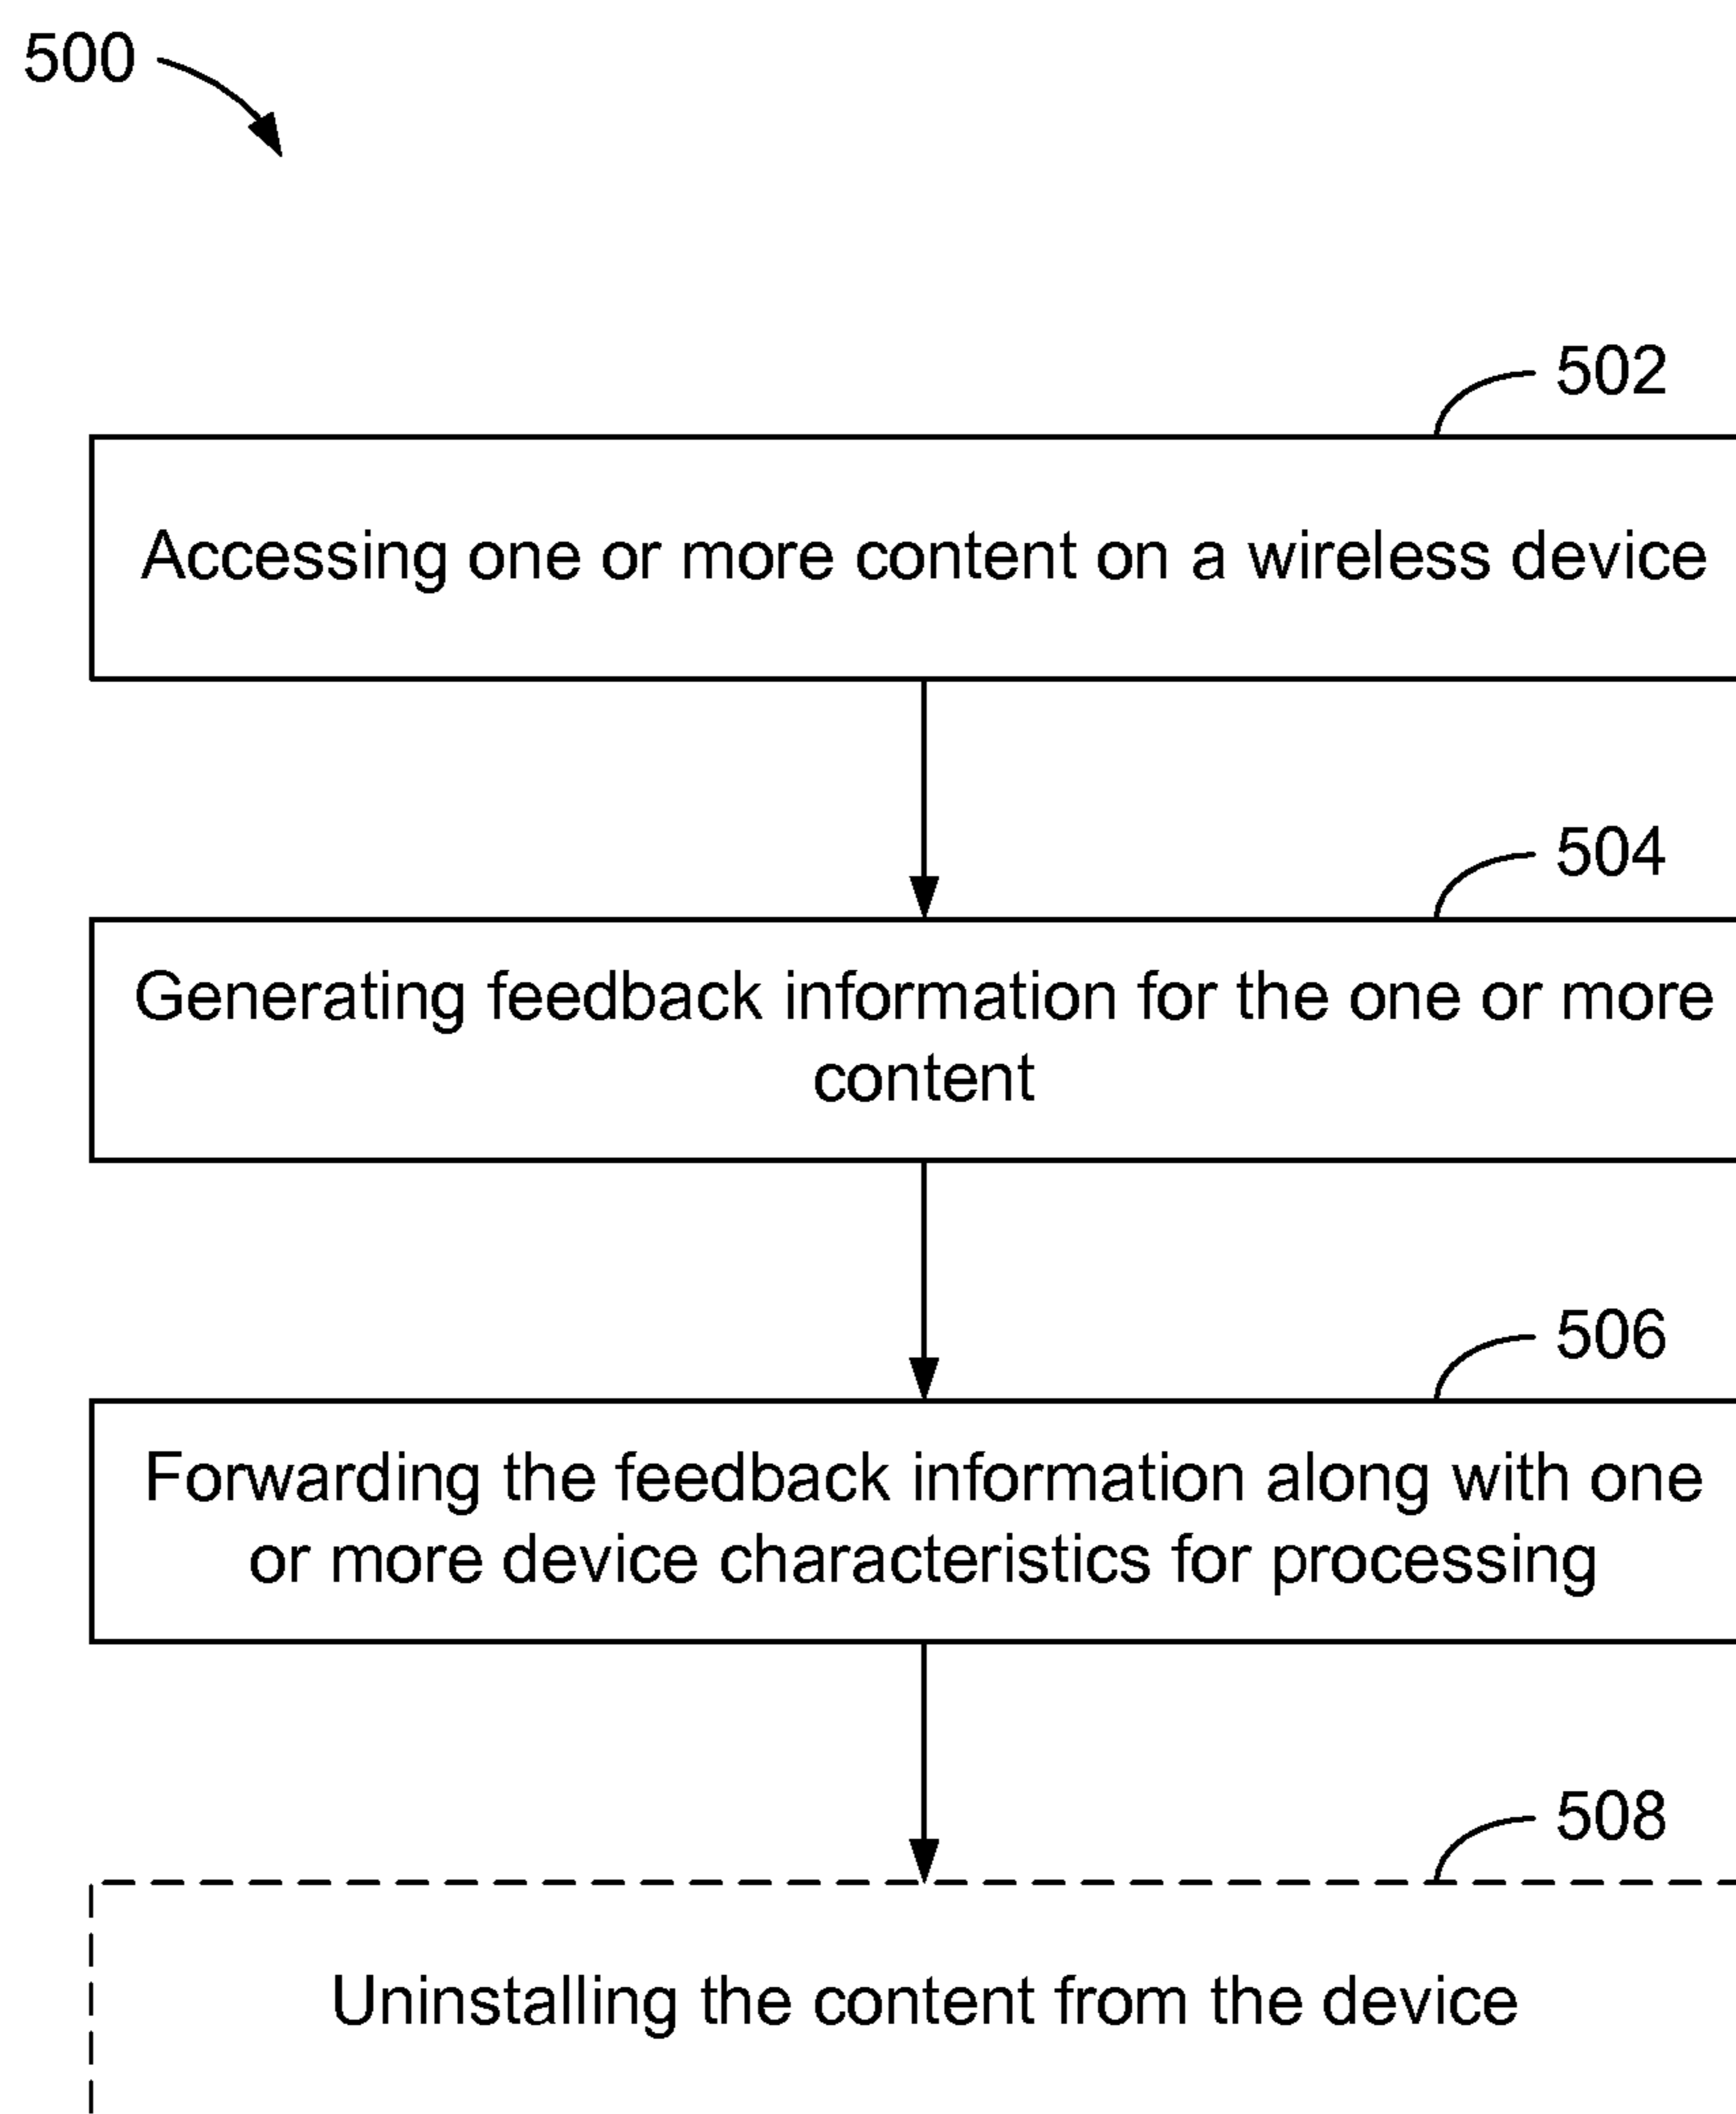 500
502
Accessing one or more content on a wireless device
504
Generating feedback information for the one or more
content
506
Forwarding the feedback information along with one
or more device characteristics for processing
508
Uninstalling the content from the device